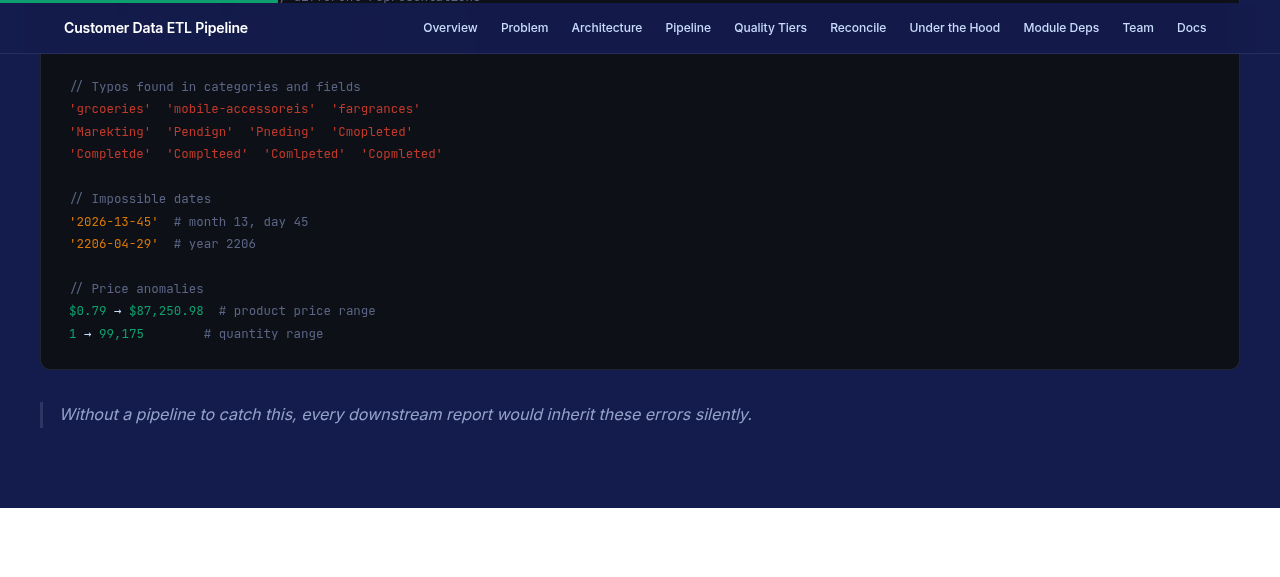 Customer Data ETL Pipeline
Overview Problem Architecture Pipeline Quality Tiers Reconcile Under the Hood Module Deps Team Docs
// Typos found in categories and fields
'grcoeries' 'mobile-accessoreis' 'fargrances'
'Marekting' 'Pendign' 'Pneding' 'Cmopleted'
'Completde' 'Complteed' 'Comlpeted' 'Copmleted'
// Impossible dates
'2026-13-45' # month 13, day 45
'2206-04-29' # year 2206
// Price anomalies
$0.79 → $87,250.98 # product price range
1 → 99,175 # quantity range
Without a pipeline to catch this, every downstream report would inherit these errors silently.